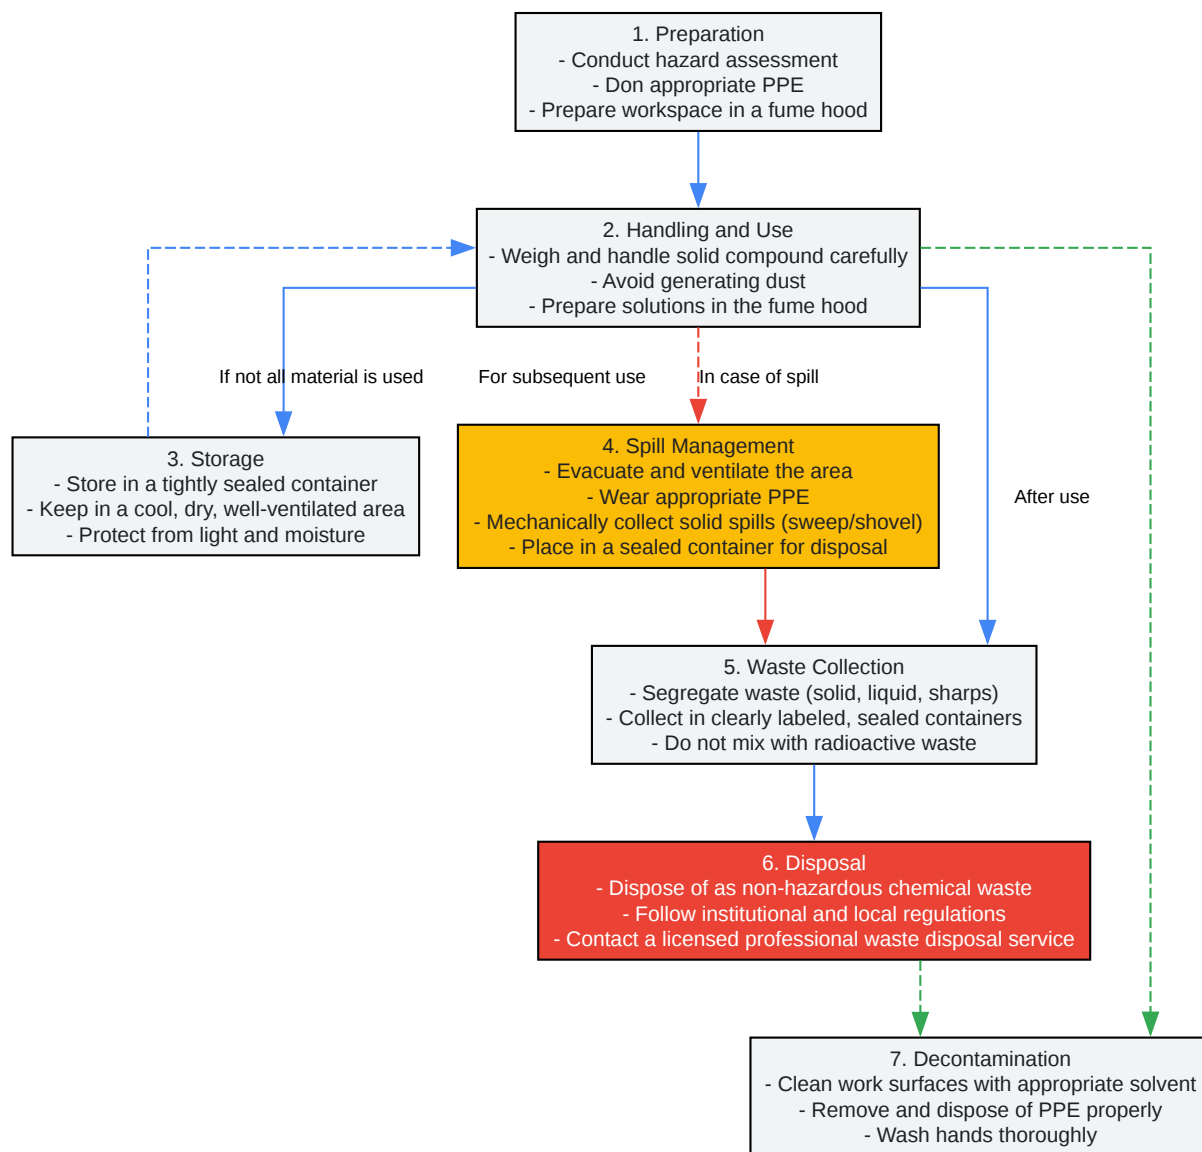 1. Preparation
- Conduct hazard assessment
- Don appropriate PPE
- Prepare workspace in a fume hood
2. Handling and Use
- Weigh and handle solid compound carefully
- Avoid generating dust
- Prepare solutions in the fume hood
If not all material is used
For subsequent use
In case of spill
3. Storage
- Store in a tightly sealed container
- Keep in a cool, dry, well-ventilated area
- Protect from light and moisture
4. Spill Management
- Evacuate and ventilate the area
- Wear appropriate PPE
- Mechanically collect solid spills (sweep/shovel)
- Place in a sealed container for disposal
After use
5. Waste Collection
- Segregate waste (solid, liquid, sharps)
- Collect in clearly labeled, sealed containers
- Do not mix with radioactive waste
6. Disposal
- Dispose of as non-hazardous chemical waste
- Follow institutional and local regulations
- Contact a licensed professional waste disposal service
7. Decontamination
- Clean work surfaces with appropriate solvent
- Remove and dispose of PPE properly
- Wash hands thoroughly